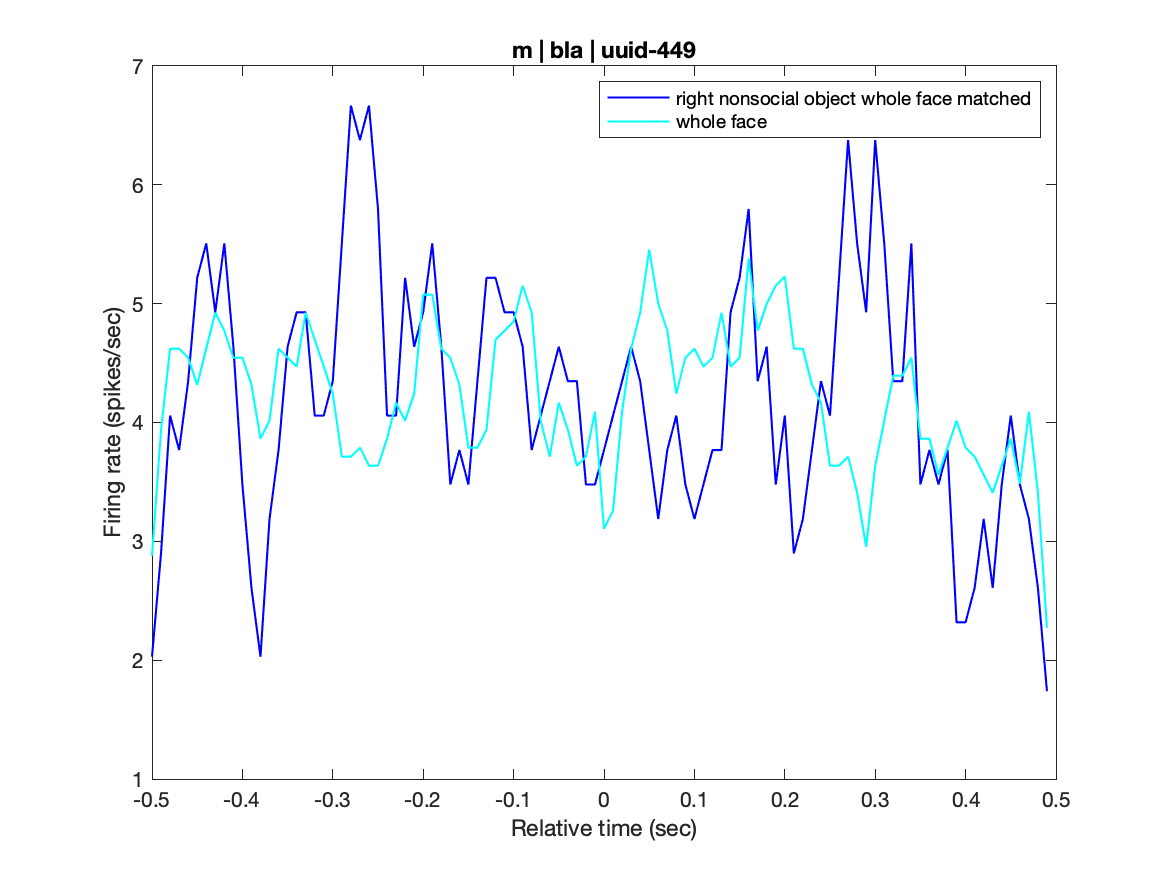 m | bla | uuid-449
right nonsocial object whole face matched
whole face
Firing rate (spikes/sec)
7
6
5
4
3
2
1
-0.5 -0.4 -0.3 -0.2 -0.1 0 0.1 0.2 0.3 0.4 0.5
Relative time (sec)